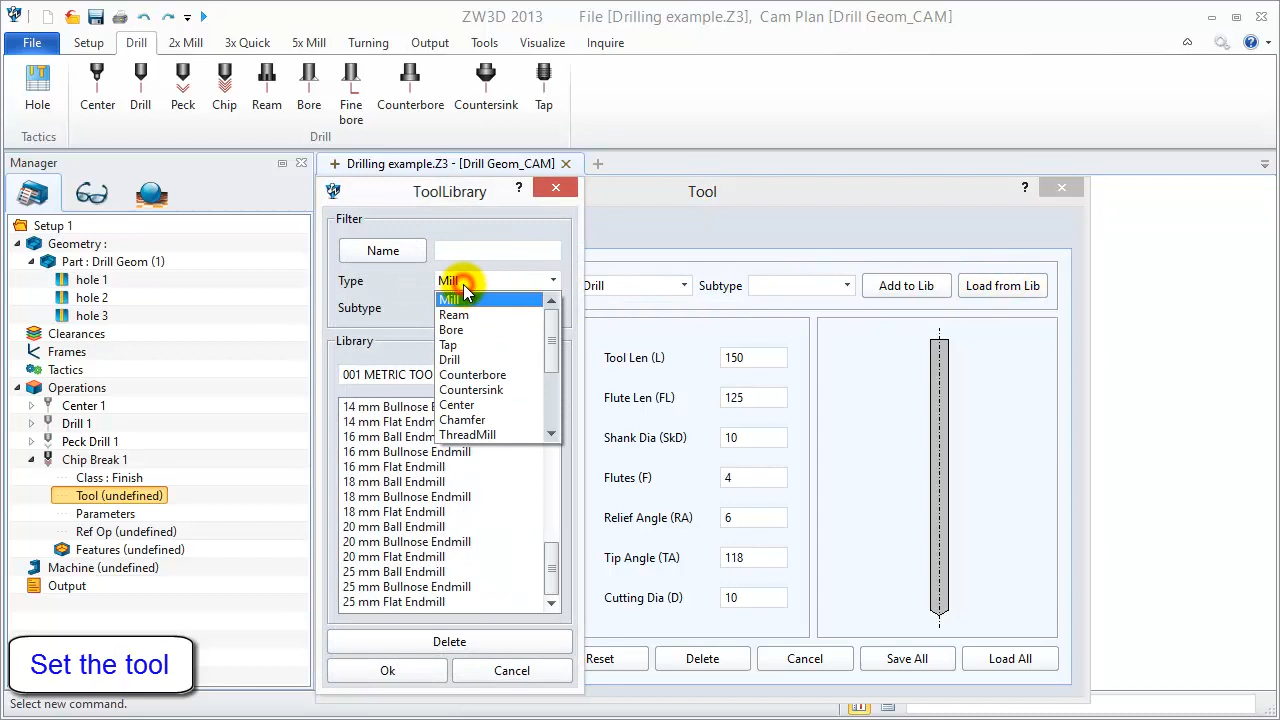 ZW3D 2013 File [Drilling example.Z3], Cam Plan [Drill Geom_CAM]
File Setup Drill 2x Mill 3x Quick 5x Mill Turning Output Tools Visualize Inquire
Hole Center Drill Peck Chip Ream Bore Fine bore Counterbore Countersink Tap
Tactics Drill
Manager
Drilling example.Z3 - [Drill Geom_CAM]
Setup 1
Geometry :
Part : Drill Geom (1)
hole 1
hole 2
hole 3
Clearances
Frames
Tactics
Operations
Center 1
Drill 1
Peck Drill 1
Chip Break 1
Class : Finish
Tool (undefined)
Parameters
Ref Op (undefined)
Features (undefined)
Machine (undefined)
Output
ToolLibrary ?
Filter
Name
Type Mill
Subtype
Mill
Ream
Bore
Tap
Drill
Counterbore
Countersink
Center
Chamfer
ThreadMill
Library
001 METRIC TOO
14 mm Bullnose E
14 mm Flat Endmil
16 mm Ball Endmi
16 mm Bullnose Endmill
16 mm Flat Endmill
18 mm Ball Endmill
18 mm Bullnose Endmill
18 mm Flat Endmill
20 mm Ball Endmill
20 mm Bullnose Endmill
20 mm Flat Endmill
25 mm Ball Endmill
25 mm Bullnose Endmill
25 mm Flat Endmill
Delete
Ok Cancel
Tool ?
Drill Subtype Add to Lib Load from Lib
Tool Len (L) 150
Flute Len (FL) 125
Shank Dia (SkD) 10
Flutes (F) 4
Relief Angle (RA) 6
Tip Angle (TA) 118
Cutting Dia (D) 10
Reset Delete Cancel Save All Load All
Set the tool
Select new command.